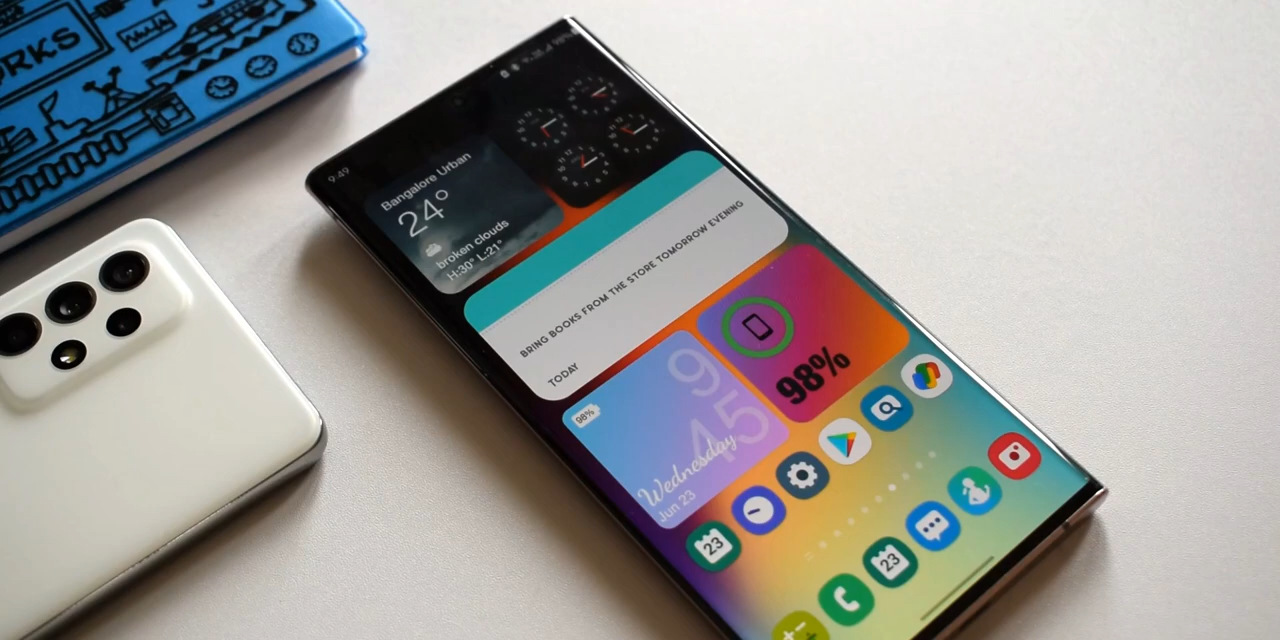 ORKS
9:49
Bangalore Urban
24°
broken clouds
H:30° L:21°
BRING BOOKS FROM THE STORE TOMORROW EVENING
TODAY
98%
9
45
Wednesday
Jun 23
98%
23
23